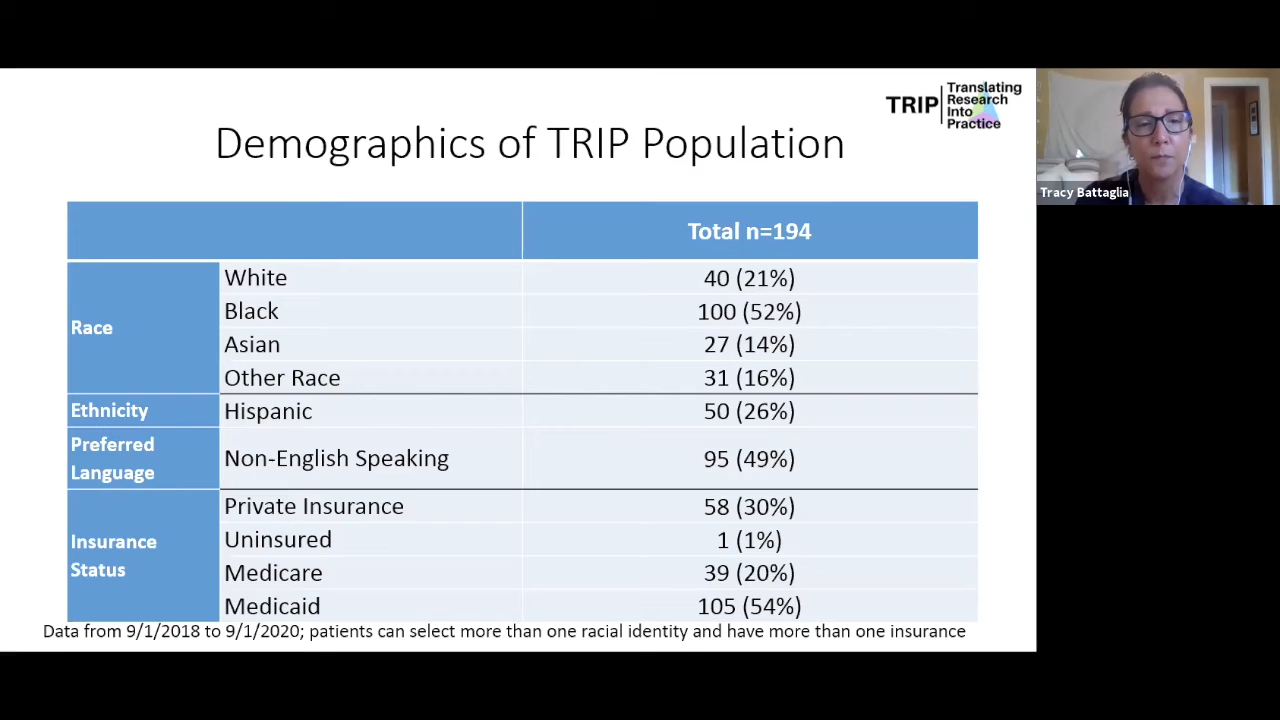 TRIP
Translating
Research
Into
Practice
Demographics of TRIP Population
Tracy Battaglia
Total n=194
Race
White 40 (21%)
Black 100 (52%)
Asian 27 (14%)
Other Race 31 (16%)
Ethnicity Hispanic 50 (26%)
Preferred
Language
Non-English Speaking 95 (49%)
Insurance
Status
Private Insurance 58 (30%)
Uninsured 1 (1%)
Medicare 39 (20%)
Medicaid 105 (54%)
Data from 9/1/2018 to 9/1/2020; patients can select more than one racial identity and have more than one insurance